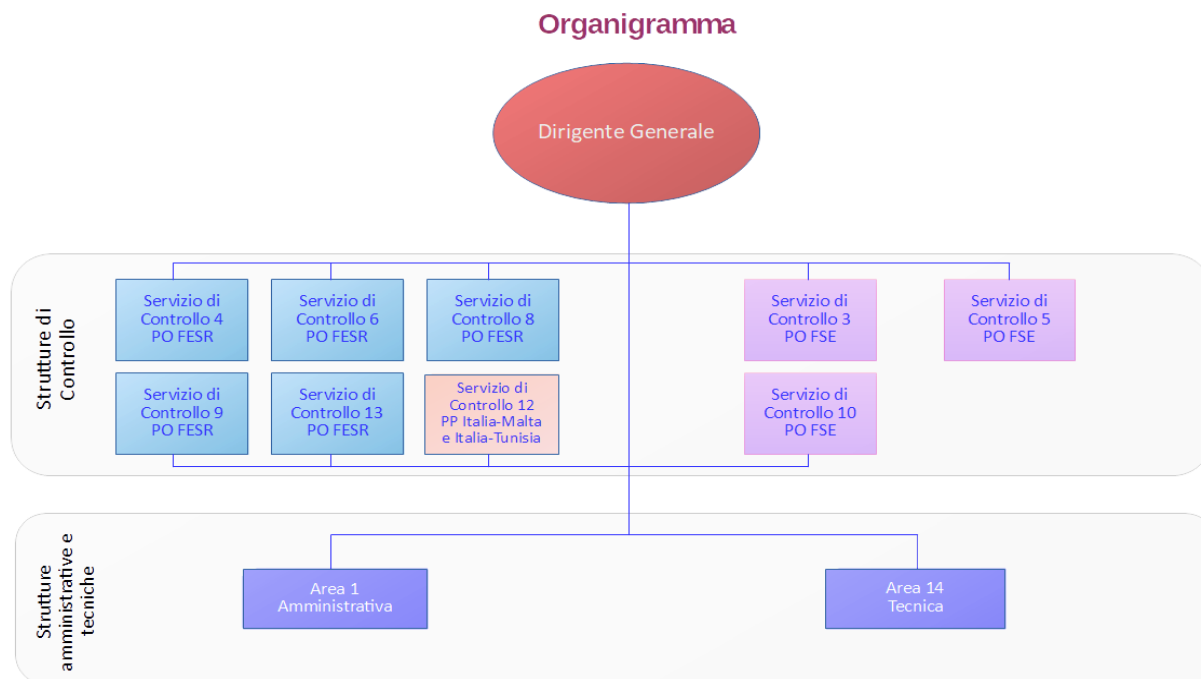 Organigramma
Dirigente Generale
Strutture di
Controllo
Servizio di
Controllo 4
PO FESR
Servizio di
Controllo 6
PO FESR
Servizio di
Controllo 8
PO FESR
Servizio di
Controllo 3
PO FSE
Servizio di
Controllo 5
PO FSE
Servizio di
Controllo 9
PO FESR
Servizio di
Controllo 13
PO FESR
Servizio di
Controllo 12
PP Italia-Malta
e Italia-Tunisia
Servizio di
Controllo 10
PO FSE
Strutture
amministrative e
tecniche
Area 1
Amministrativa
Area 14
Tecnica